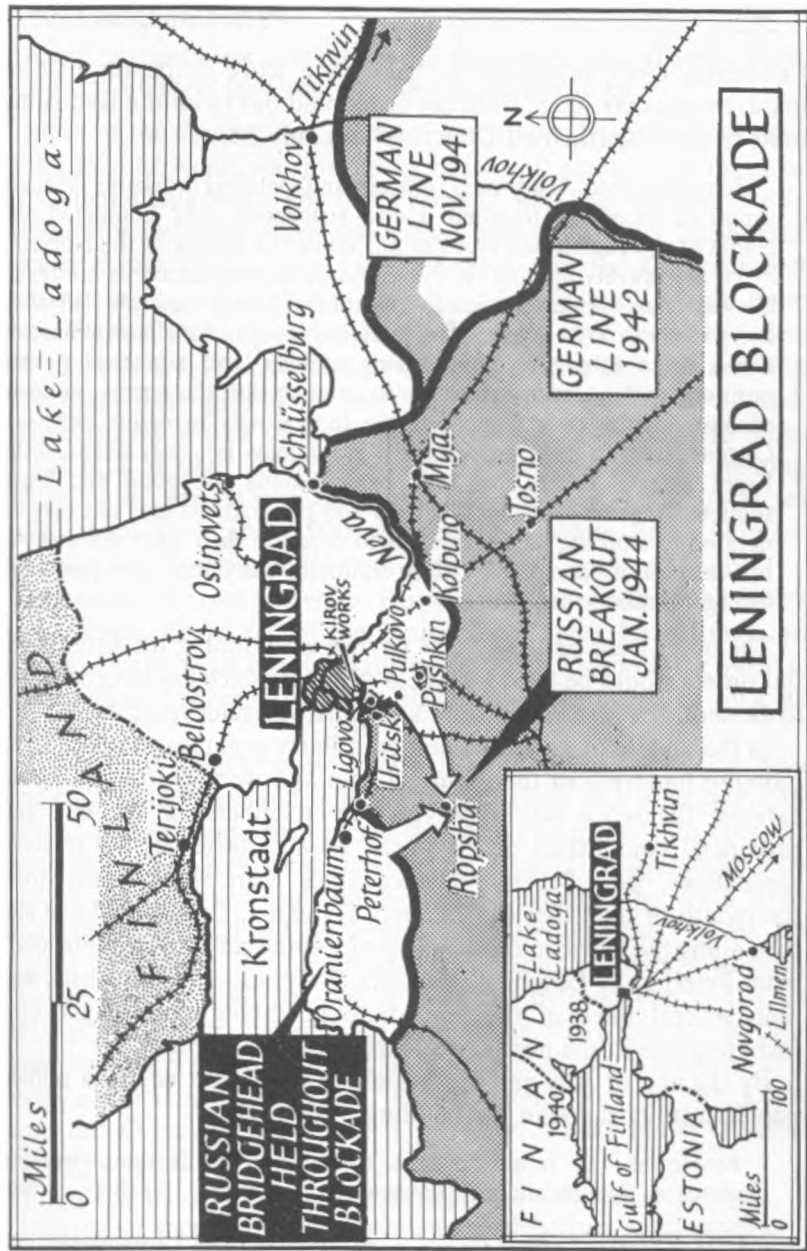 Miles
0 25 50
FINLAND
Lake Ladoga
Terijoki
Beloostrov
Osinovets
Kronstadt
LENINGRAD
Schlüsselburg
Volkhov
Tikhvin
RUSSIAN
BRIDGEHEAD
HELD
THROUGHOUT
BLOCKADE
Oranienbaum
Peterhof
Ligovo
Uritsk
KIROV
WORKS
Neva
Pulkovo
Pushkin
Kolpino
Mga
Ropsha
Tosno
GERMAN
LINE
NOV.1941
N
Volkhov
GERMAN
LINE
1942
RUSSIAN
BREAKOUT
JAN.1944
LENINGRAD BLOCKADE
FINLAND
1940
1938
Lake
Ladoga
LENINGRAD
Gulf of Finland
Tikhvin
Volkhov
MOSCOW
ESTONIA
Novgorod
L.Ilmen
Miles
0 100